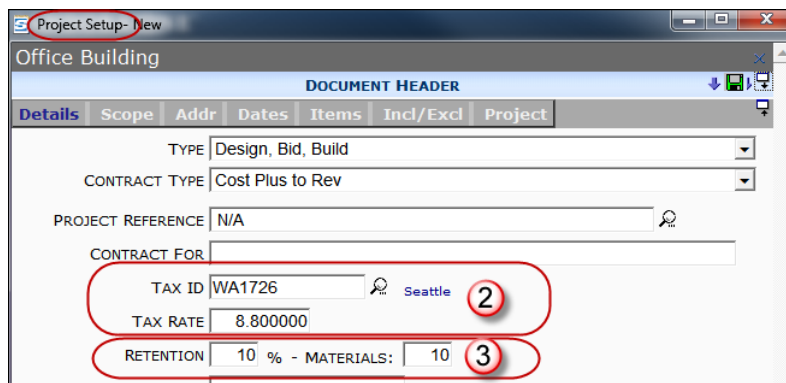 Project Setup- New
Office Building
DOCUMENT HEADER
Details Scope Addr Dates Items Incl/Excl Project
TYPE Design, Bid, Build
CONTRACT TYPE Cost Plus to Rev
PROJECT REFERENCE N/A
CONTRACT FOR
TAX ID WA1726 Seattle 2
TAX RATE 8.800000
RETENTION 10 % - MATERIALS: 10 3